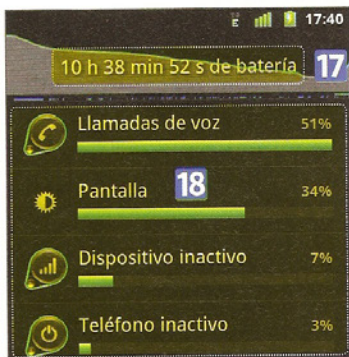 17:40
10 h 38 min 52 s de batería
17
Llamadas de voz 51%
18
Pantalla 34%
Dispositivo inactivo 7%
Teléfono inactivo 3%